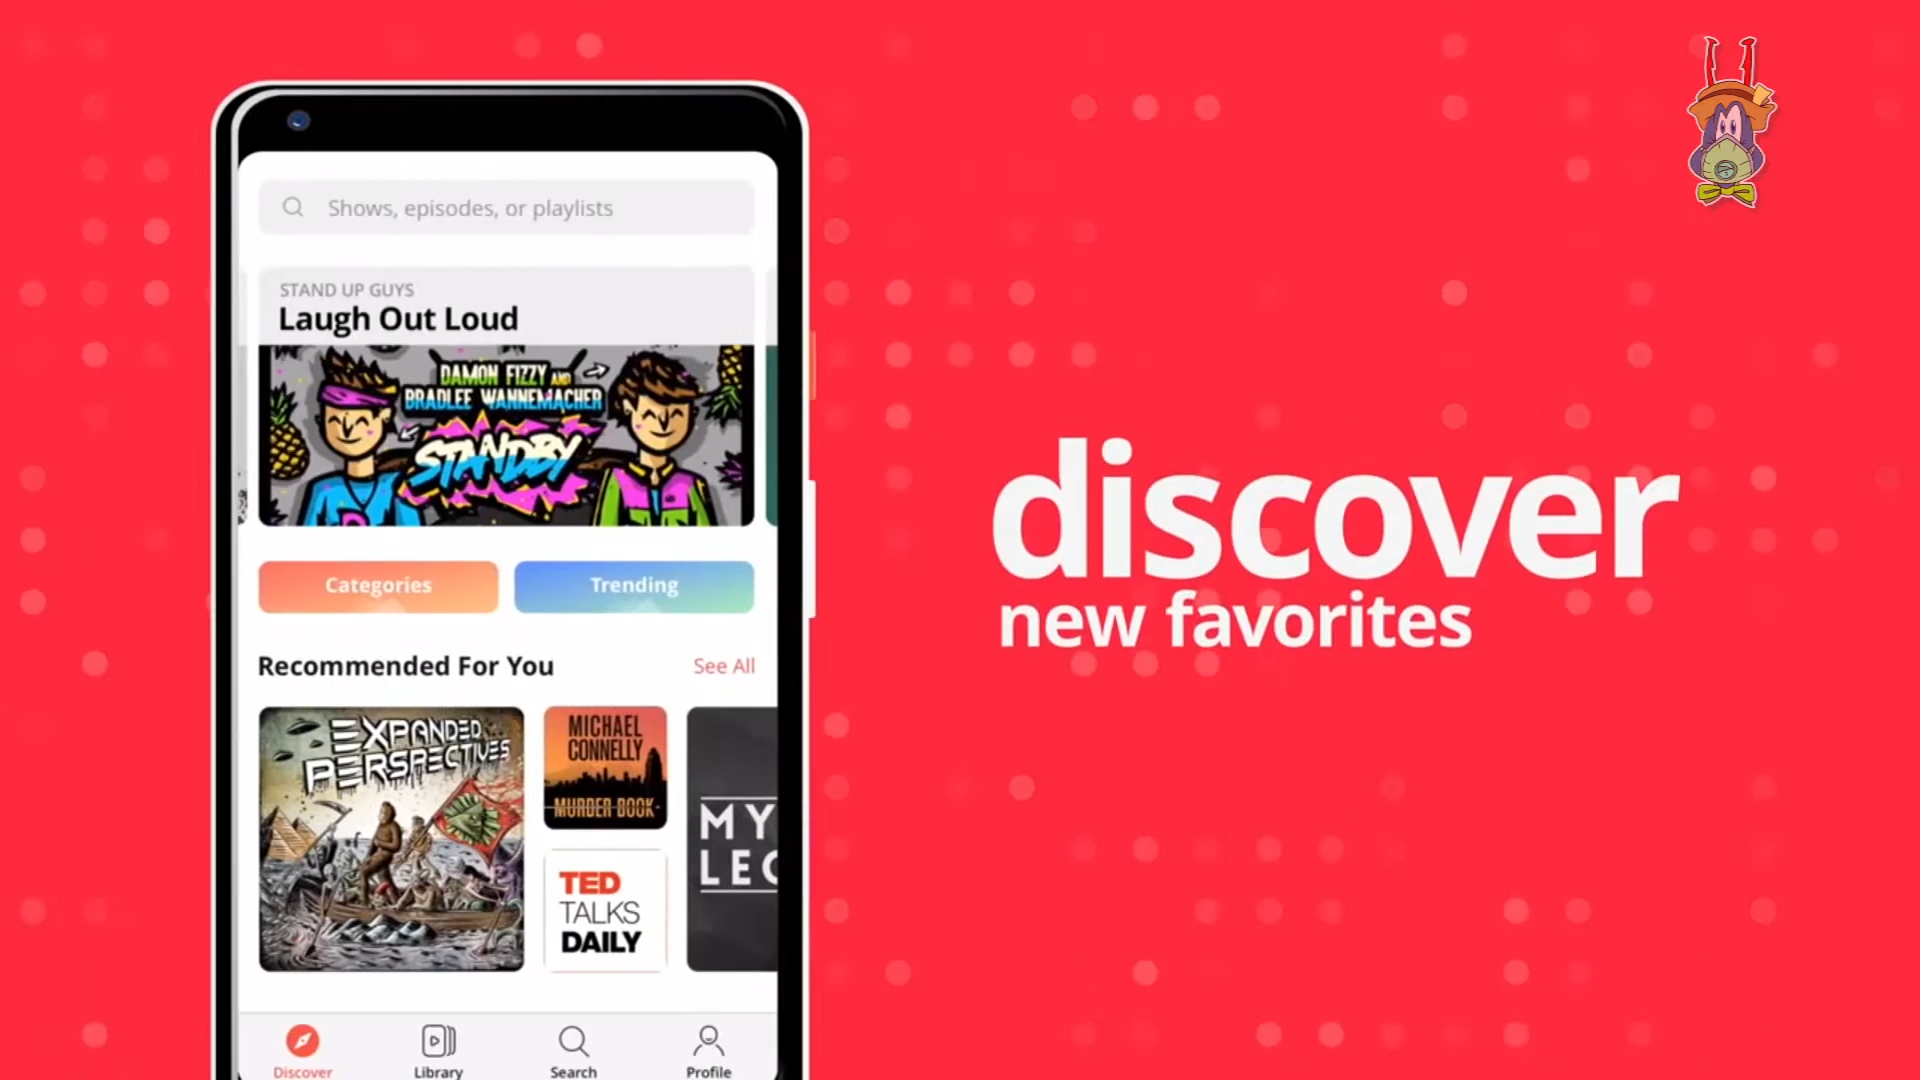 Shows, episodes, or playlists
STAND UP GUYS
Laugh Out Loud
DAMON FIZZY AND
BRADLEE WANNEMACHER
STANDBY
Categories
Trending
Recommended For You
See All
EXPANDED
PERSPECTIVES
MICHAEL
CONNELLY
MURDER BOOK
TED
TALKS
DAILY
MY
LEG
Discover
Library
Search
Profile
discover
new favorites